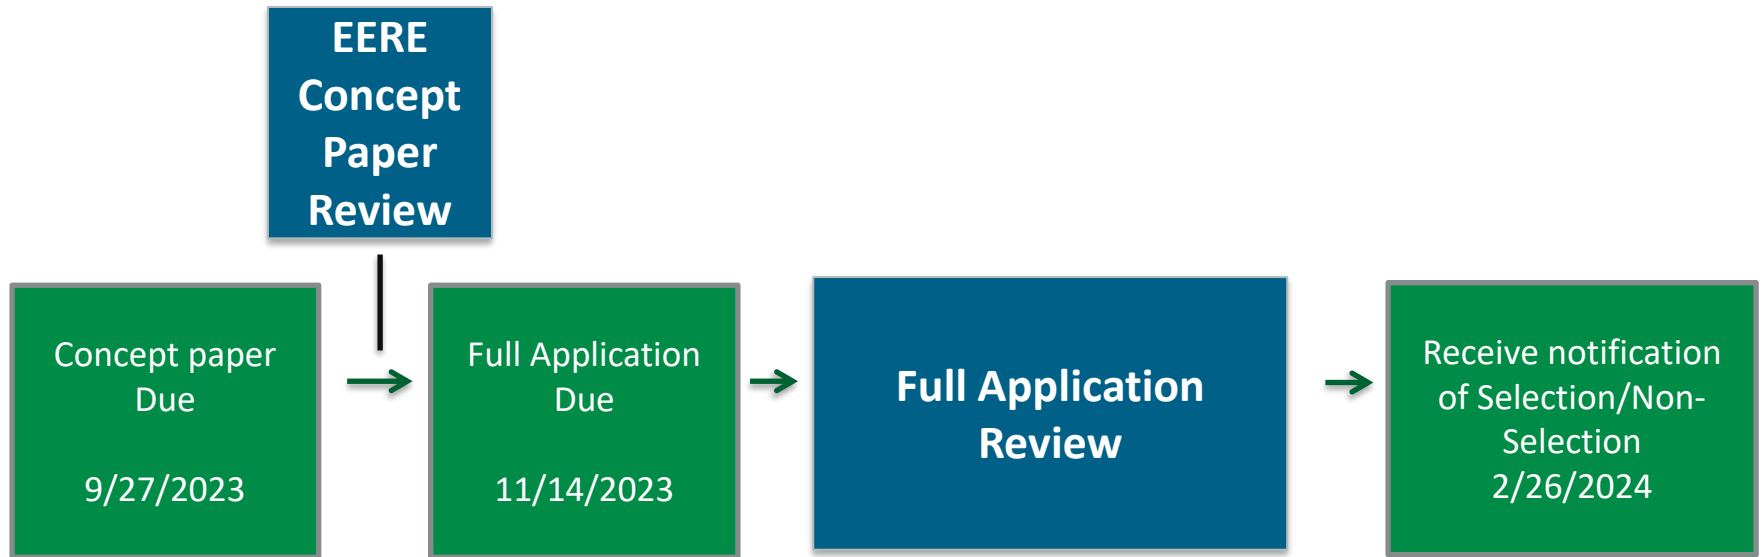 EERE
Concept
Paper
Review
Concept paper
Due
9/27/2023
Full Application
Due
11/14/2023
Full Application
Review
Receive notification
of Selection/Non-
Selection
2/26/2024